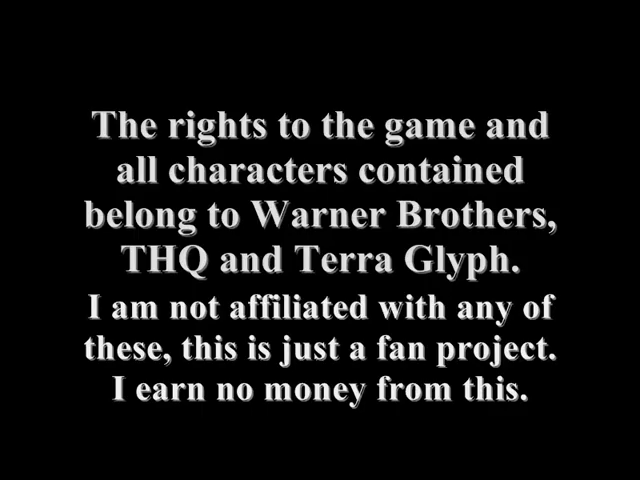 The rights to the game and
all characters contained
belong to Warner Brothers,
THQ and Terra Glyph.
I am not affiliated with any of
these, this is just a fan project.
I earn no money from this.